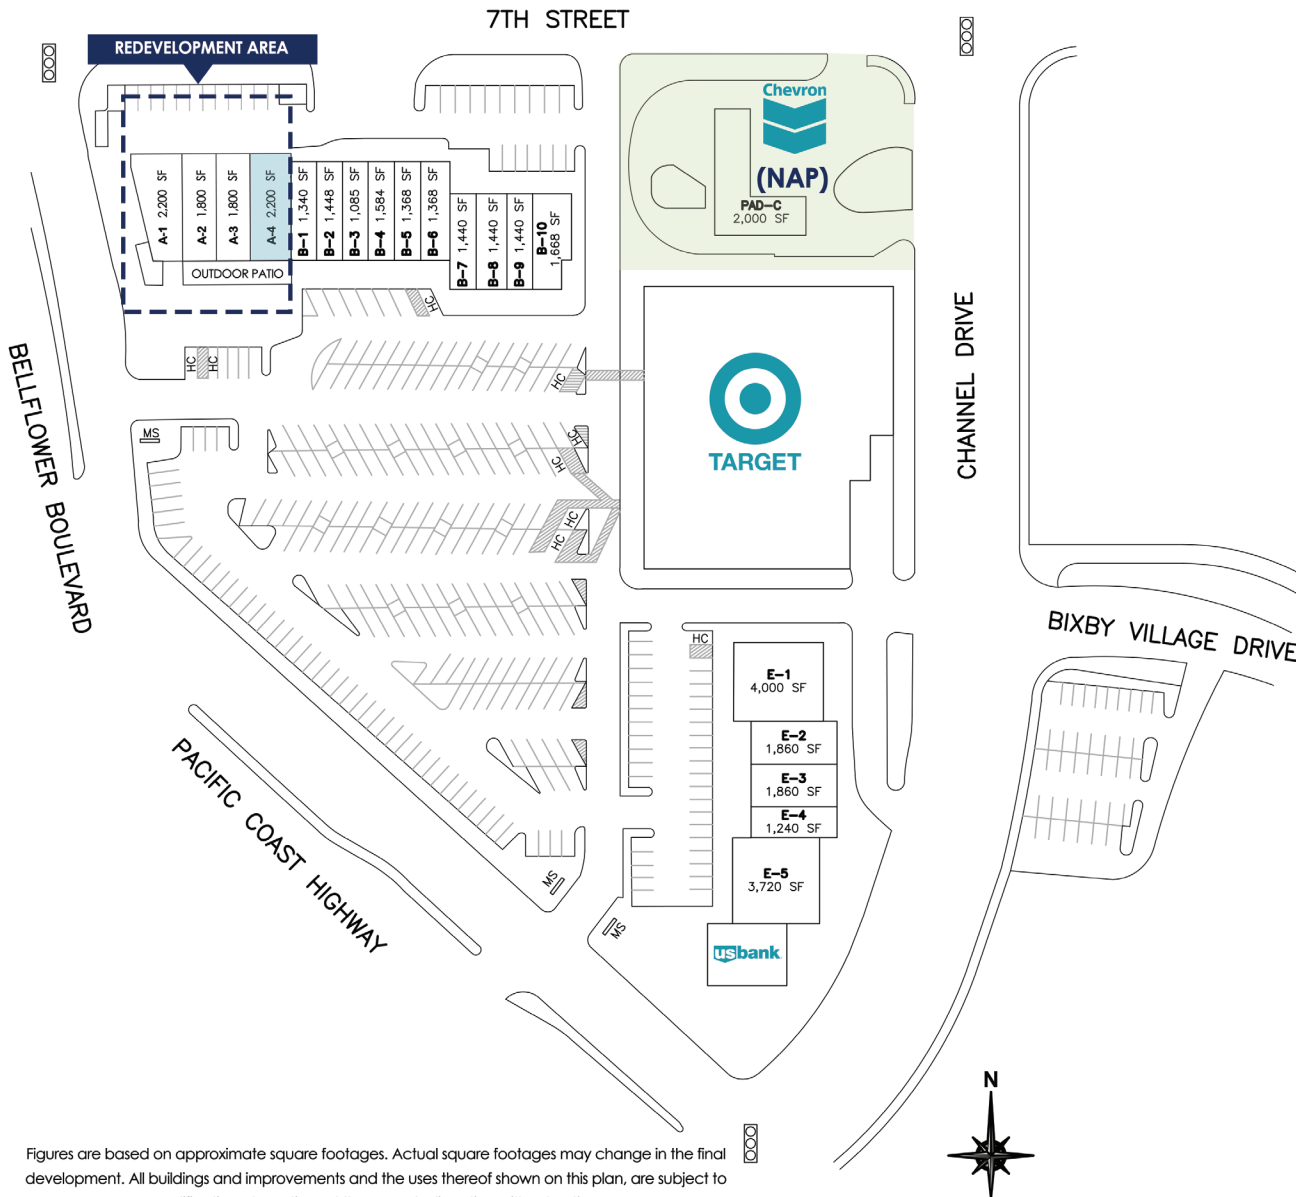 7TH STREET
REDEVELOPMENT AREA
Chevron
(NAP)
PAD-C
2,000 SF
A-1 2,200 SF
A-2 1,800 SF
A-3 1,800 SF
A-4 2,200 SF
B-1 1,340 SF
B-2 1,448 SF
B-3 1,085 SF
B-4 1,584 SF
B-5 1,368 SF
B-6 1,368 SF
B-7 1,440 SF
B-8 1,440 SF
B-9 1,440 SF
B-10
1,668 SF
OUTDOOR PATIO
HC
HC
HC
HC
HC
HC
HC
HC
MS
TARGET
CHANNEL DRIVE
BELLFLOWER BOULEVARD
BIXBY VILLAGE DRIVE
HC
E-1
4,000 SF
E-2
1,860 SF
E-3
1,860 SF
E-4
1,240 SF
E-5
3,720 SF
usbank
PACIFIC COAST HIGHWAY
MS
MS
N
Figures are based on approximate square footages. Actual square footages may change in the final
development. All buildings and improvements and the uses thereof shown on this plan, are subject to